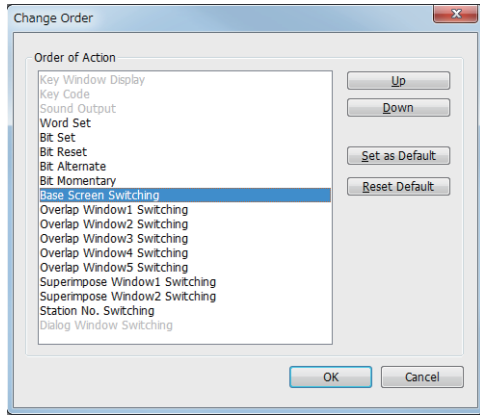 Change Order
Order of Action
Key Window Display
Key Code
Sound Output
Word Set
Bit Set
Bit Reset
Bit Alternate
Bit Momentary
Base Screen Switching
Overlap Window1 Switching
Overlap Window2 Switching
Overlap Window3 Switching
Overlap Window4 Switching
Overlap Window5 Switching
Superimpose Window1 Switching
Superimpose Window2 Switching
Station No. Switching
Dialog Window Switching
Up
Down
Set as Default
Reset Default
OK
Cancel